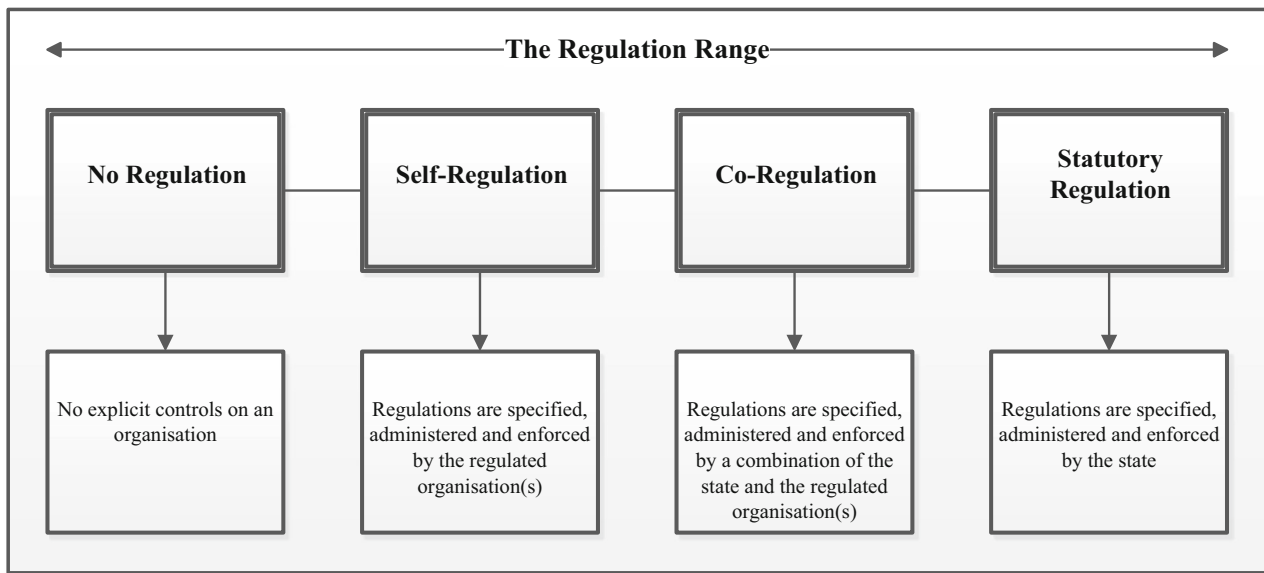 The Regulation Range
No Regulation
Self-Regulation
Co-Regulation
Statutory
Regulation
No explicit controls on an
organisation
Regulations are specified,
administered and enforced
by the regulated
organisation(s)
Regulations are specified,
administered and enforced
by a combination of the
state and the regulated
organisation(s)
Regulations are specified,
administered and enforced
by the state